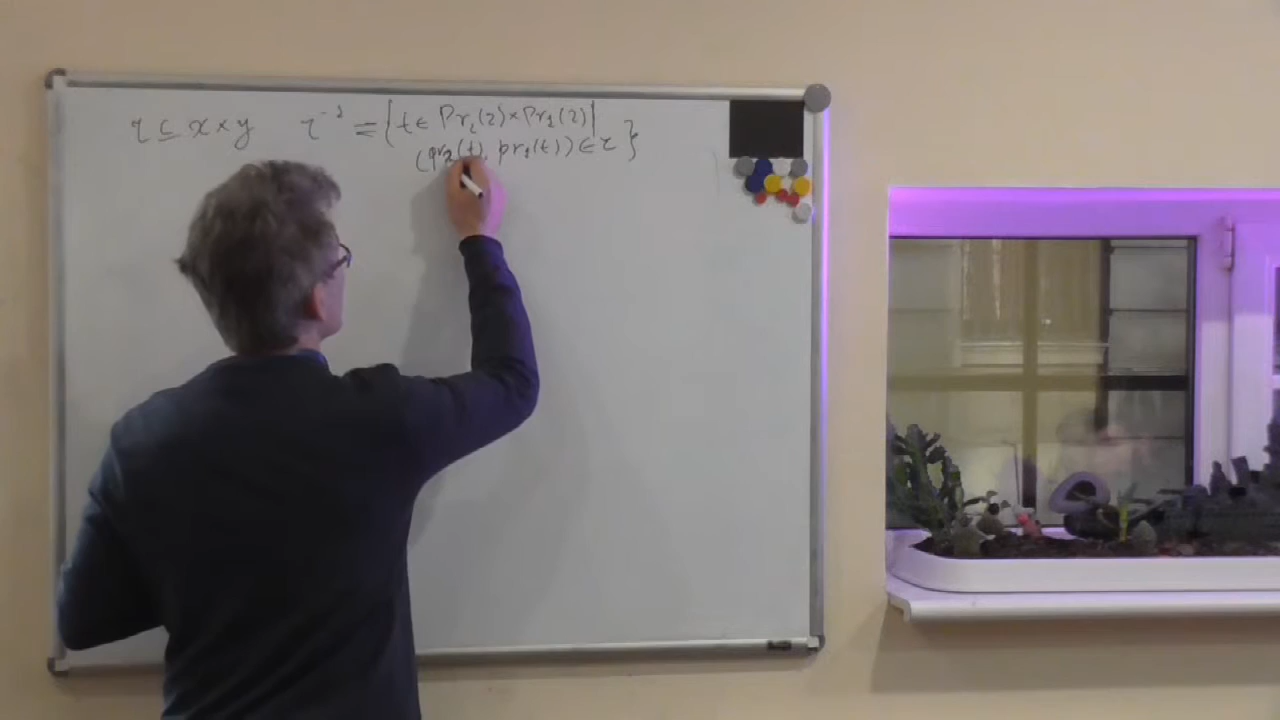 r ⊆ x × y    r⁻¹ = { t ∈ Pr₂(r) × Pr₁(r) |
(pr₂(t), pr₁(t)) ∈ r }